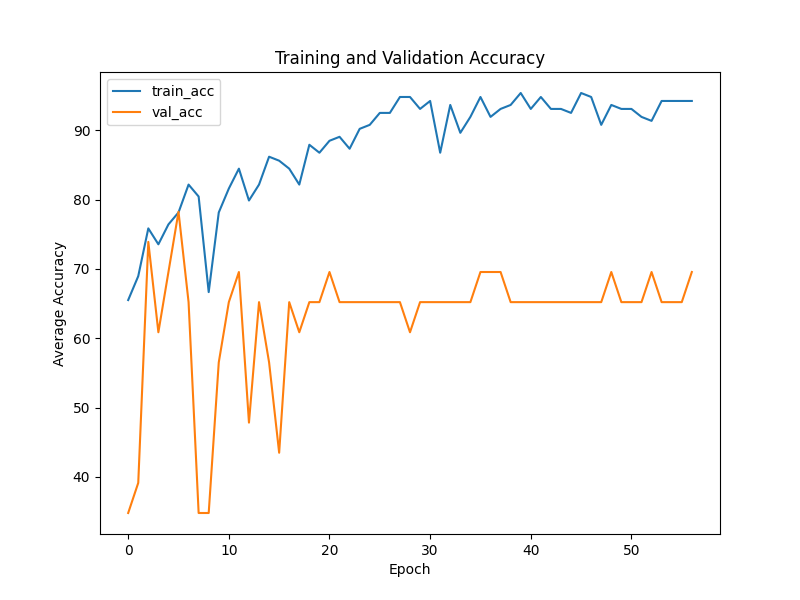 Training and Validation Accuracy
train_acc
val_acc
90
80
70
60
50
40
Average Accuracy
0 10 20 30 40 50
Epoch